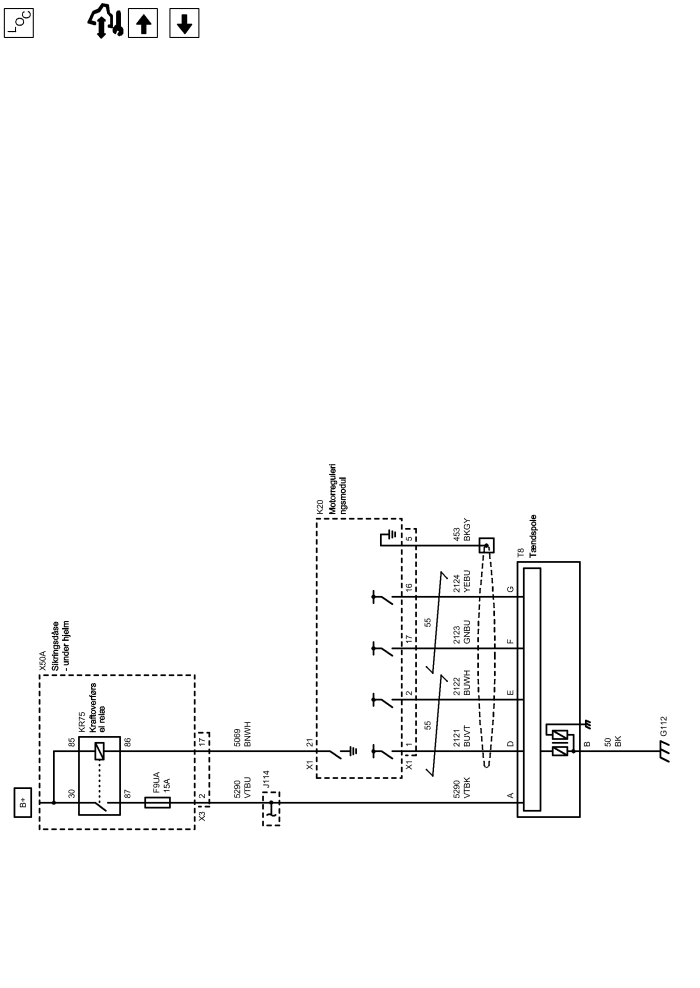 LOC
B+
X50A
Sikringsdåse
- under hjelm
KR75
Kraftoverførs
el relæ
85
86
30
87
F9UA
15A
X3
2
17
5069
BNWH
5290
VTBU
J114
K20
Motorreguleri
ngsmodul
X1
21
X1
1
2
17
16
5
55
55
453
BKGY
2124
YEBU
2123
GNBU
2122
BUWH
2121
BUVT
5290
VTBK
T8
Tændspole
A
D
E
F
G
B
50
BK
G112